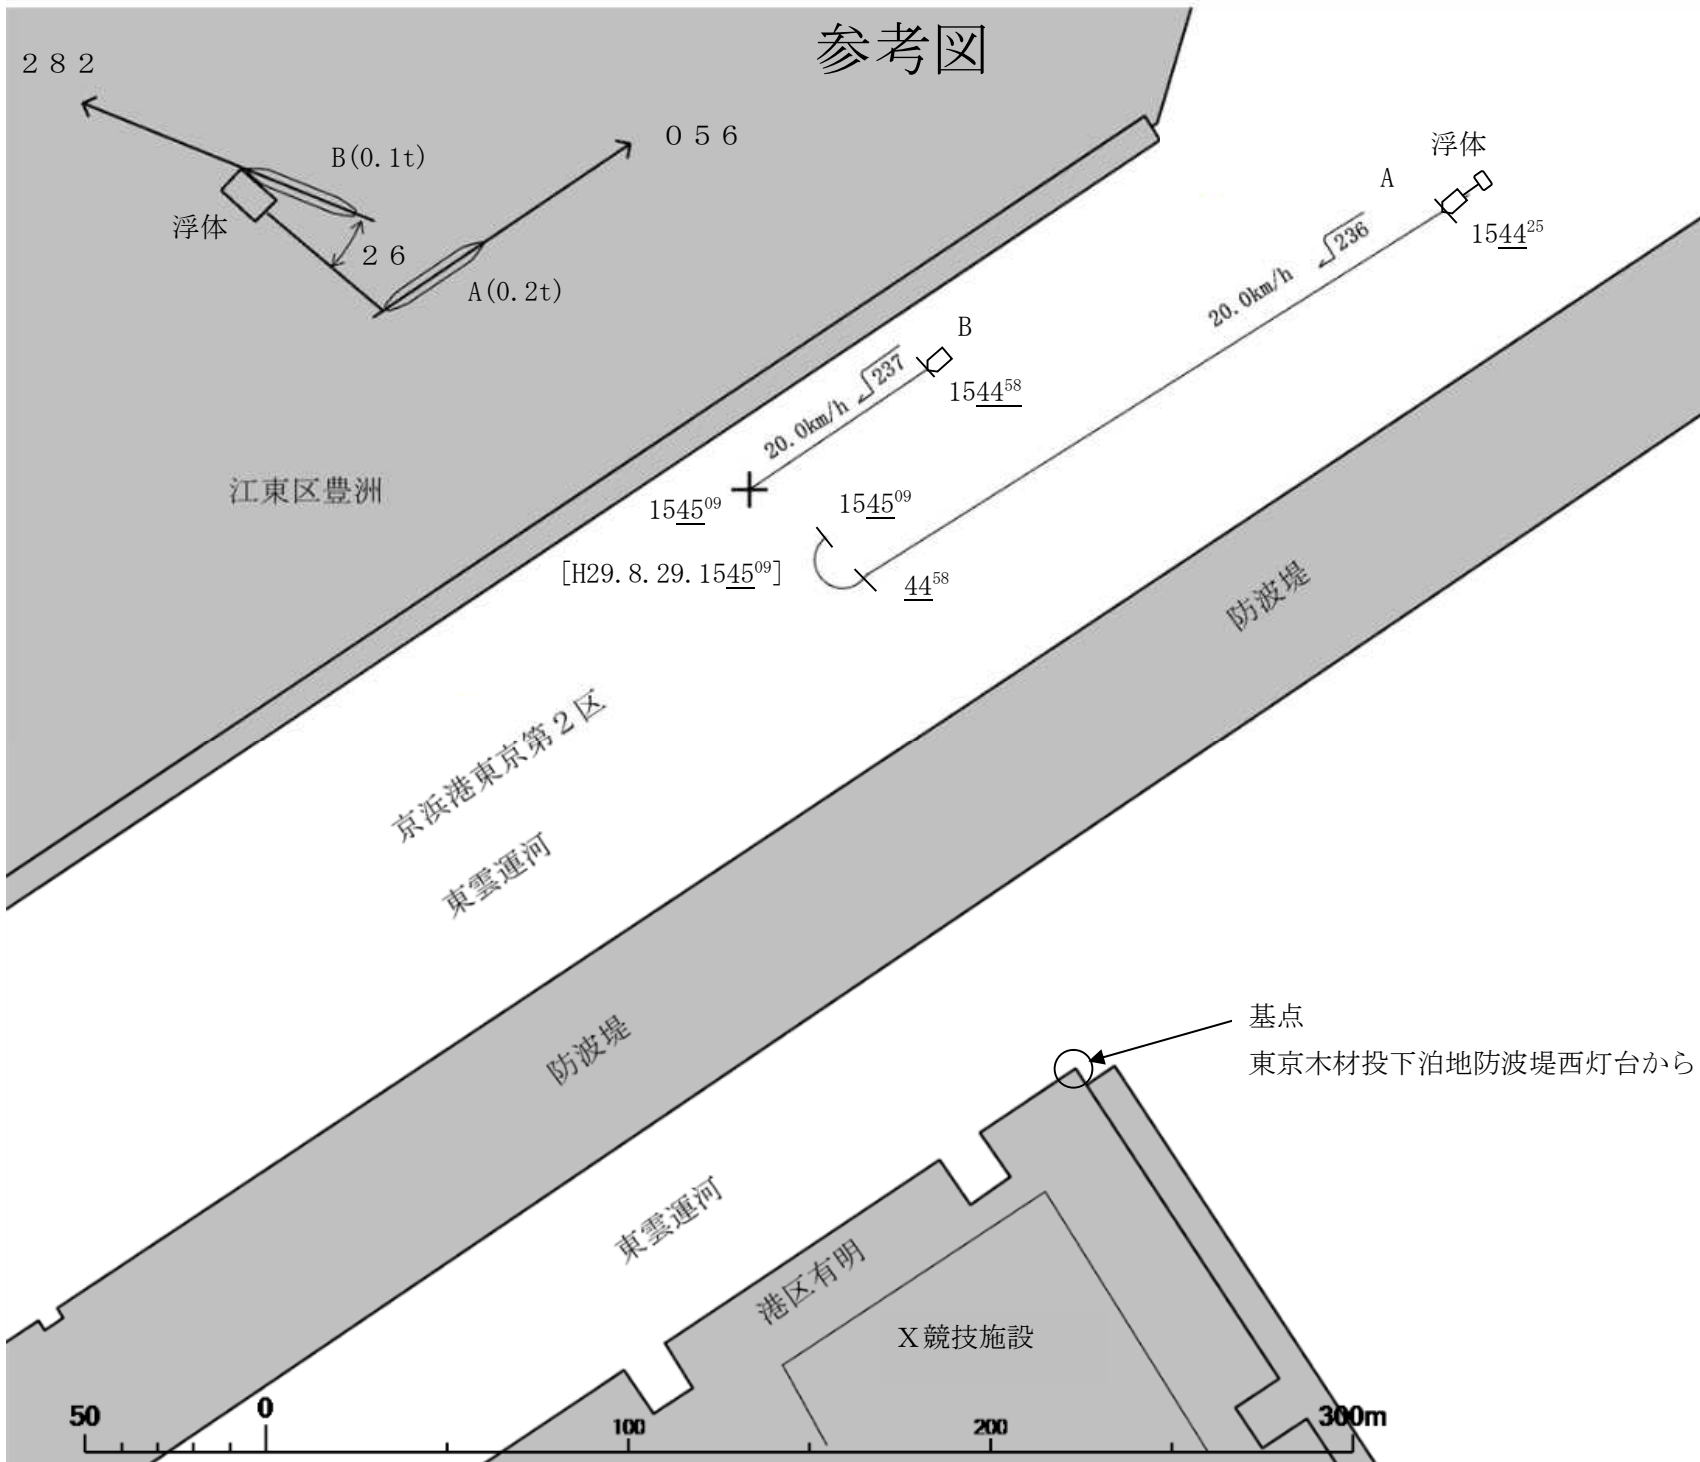 参考図
２８２
０５６
B(0.1t)
浮体
２６
A(0.2t)
浮体
A
1544²⁵
236
20.0km/h
B
237
20.0km/h
1544⁵⁸
江東区豊洲
1545⁰⁹
1545⁰⁹
[H29.8.29.1545⁰⁹]
44⁵⁸
防波堤
京浜港東京第２区
東雲運河
防波堤
基点
東京木材投下泊地防波堤西灯台から
東雲運河
港区有明
Ｘ競技施設
50
0
100
200
300m